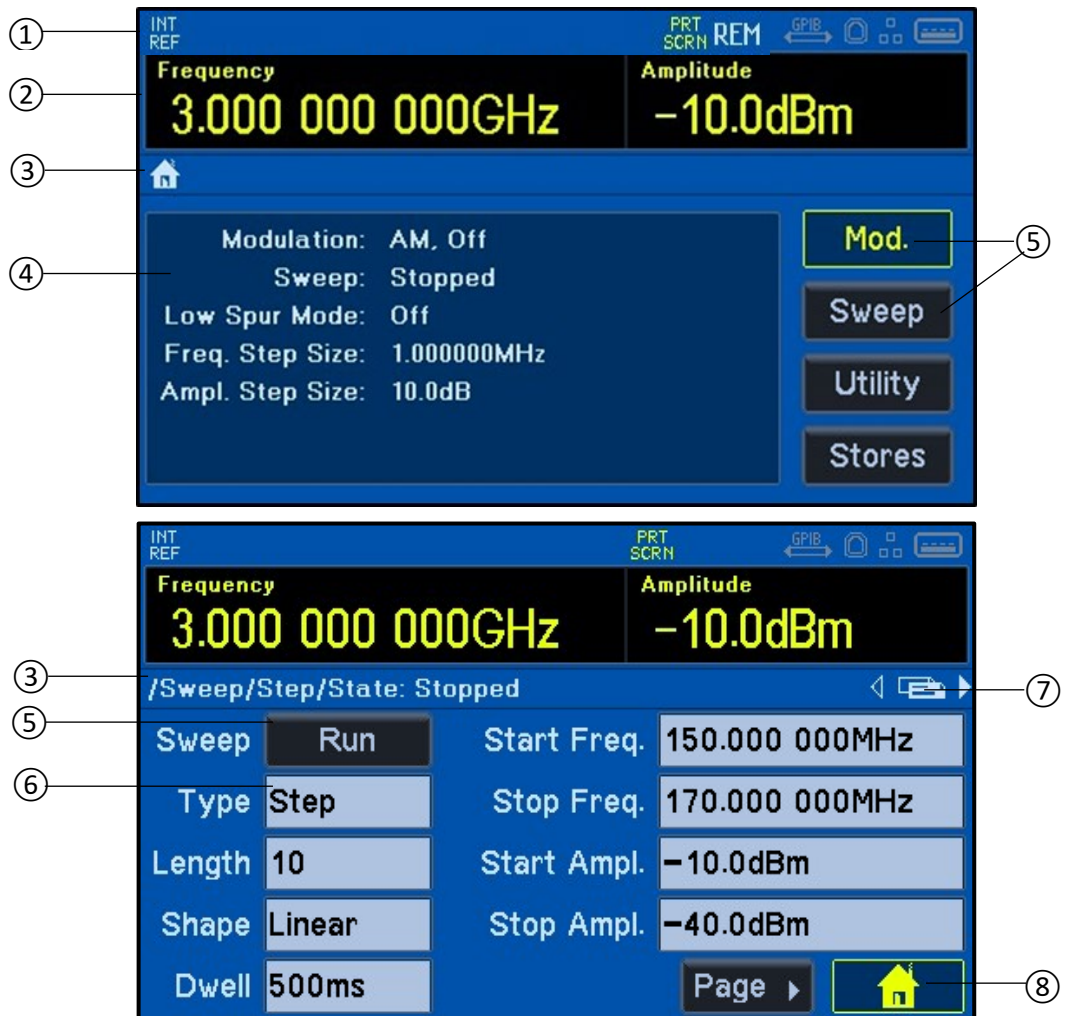 ① INT REF PRT SCRN REM GPIB
Frequency Amplitude
② 3.000 000 000GHz −10.0dBm
③
Modulation: AM, Off Mod. ⑤
④ Sweep: Stopped
Low Spur Mode: Off Sweep
Freq. Step Size: 1.000000MHz
Ampl. Step Size: 10.0dB Utility
Stores
INT REF PRT SCRN GPIB
Frequency Amplitude
3.000 000 000GHz −10.0dBm
③ /Sweep/Step/State: Stopped ⑦
⑤ Sweep Run Start Freq. 150.000 000MHz
⑥ Type Step Stop Freq. 170.000 000MHz
Length 10 Start Ampl. −10.0dBm
Shape Linear Stop Ampl. −40.0dBm
Dwell 500ms Page ⑧